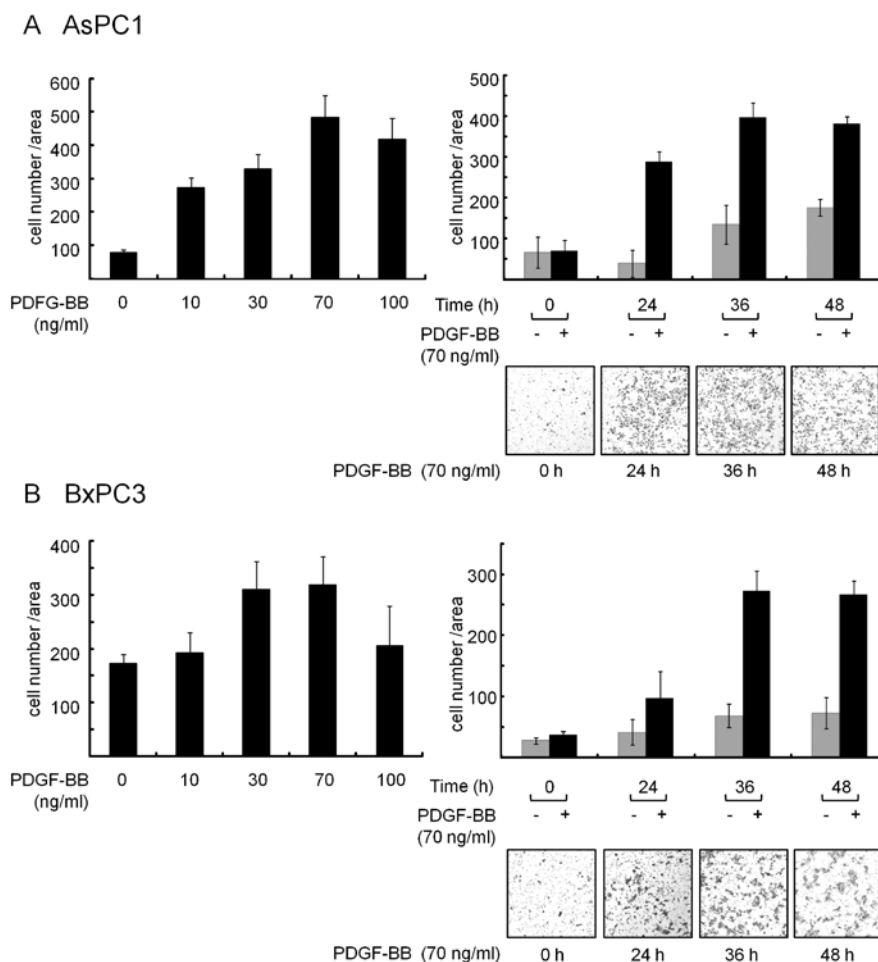 A AsPC1
600
500
400
300
200
100
cell number /area
PDFG-BB
(ng/ml)
0 10 30 70 100
500
400
300
200
100
cell number /area
Time (h) 0 24 36 48
PDGF-BB - + - + - + - +
(70 ng/ml)
PDGF-BB (70 ng/ml) 0 h 24 h 36 h 48 h
B BxPC3
400
300
200
100
cell number /area
PDGF-BB
(ng/ml)
0 10 30 70 100
300
200
100
cell number /area
Time (h) 0 24 36 48
PDGF-BB - + - + - + - +
(70 ng/ml)
PDGF-BB (70 ng/ml) 0 h 24 h 36 h 48 h